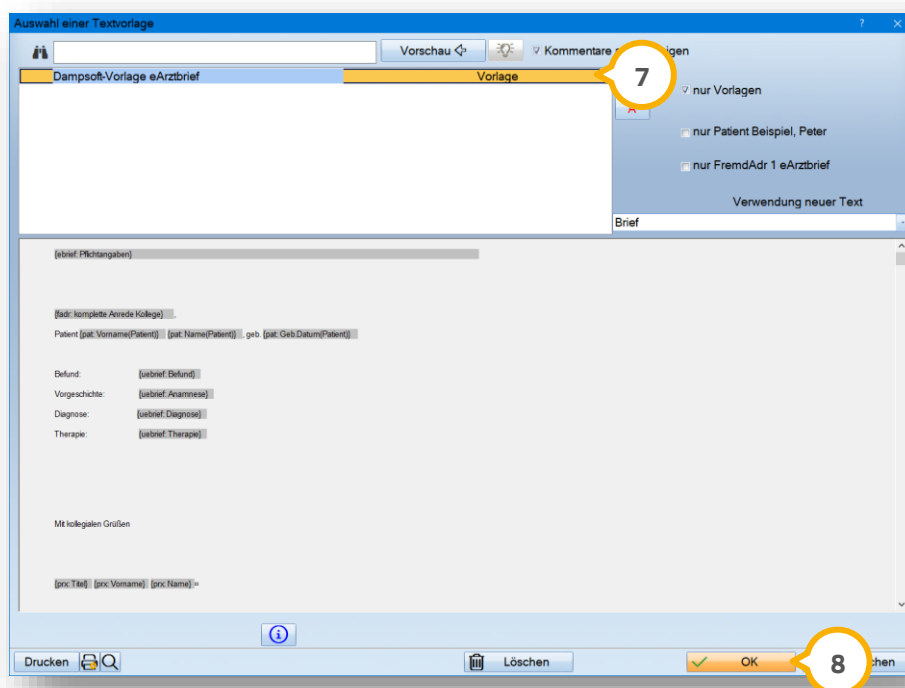 Auswahl einer Textvorlage ?
Vorschau Kommentare
Dampsoft-Vorlage eArztbrief Vorlage
7
nur Vorlagen
nur Patient Beispiel, Peter
nur FremdAdr 1 eArztbrief
Verwendung neuer Text
Brief
{ebrief: Pflichtangaben}
{fadr: komplette Anrede Kollege} ,
Patient {pat: Vorname(Patient)} {pat: Name(Patient)} , geb. {pat: Geb.Datum(Patient)}
Befund: {uebrief: Befund}
Vorgeschichte: {uebrief: Anamnese}
Diagnose: {uebrief: Diagnose}
Therapie: {uebrief: Therapie}
Mit kollegialen Grüßen
{prx: Titel} {prx: Vorname} {prx: Name} =
Drucken Löschen OK 8